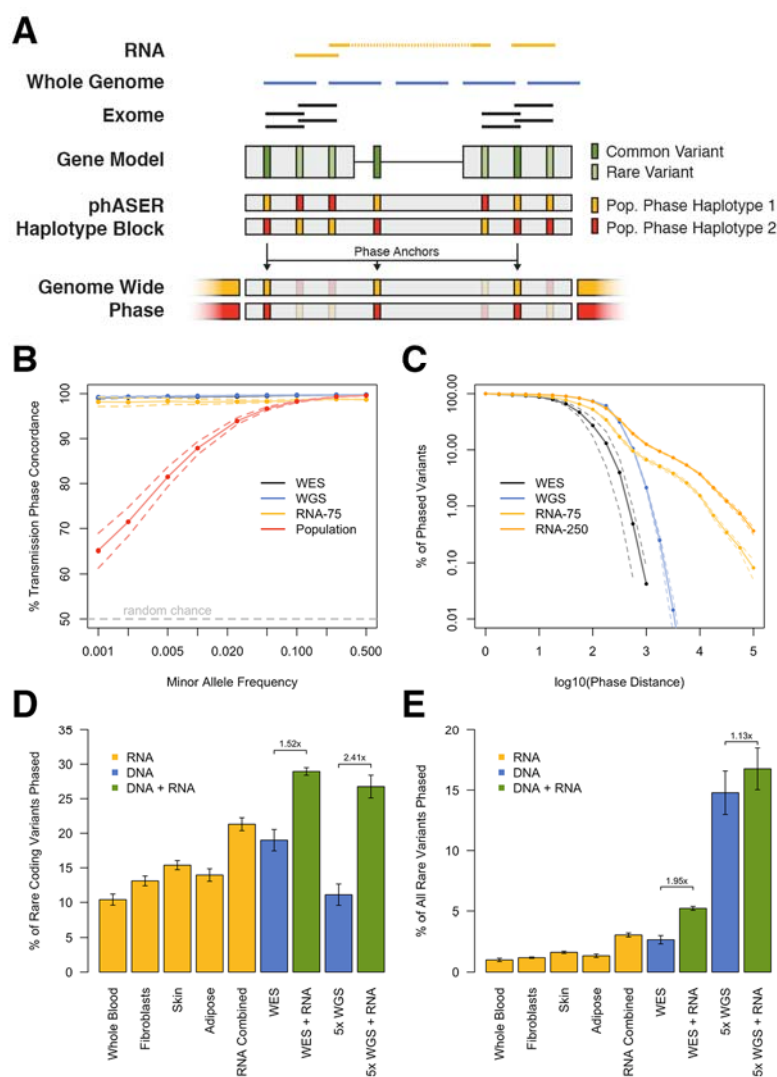 A
RNA
Whole Genome
Exome
Gene Model
Common Variant
Rare Variant
phASER
Haplotype Block
Pop. Phase Haplotype 1
Pop. Phase Haplotype 2
Phase Anchors
Genome Wide
Phase
B
% Transmission Phase Concordance
100
90
80
70
60
50
WES
WGS
RNA-75
Population
random chance
0.001
0.005
0.020
0.100
0.500
Minor Allele Frequency
C
% of Phased Variants
100.00
10.00
1.00
0.10
0.01
WES
WGS
RNA-75
RNA-250
0
1
2
3
4
5
log10(Phase Distance)
D
% of Rare Coding Variants Phased
35
30
25
20
15
10
5
0
RNA
DNA
DNA + RNA
1.52x
2.41x
Whole Blood
Fibroblasts
Skin
Adipose
RNA Combined
WES
WES + RNA
5x WGS
5x WGS + RNA
E
% of All Rare Variants Phased
20
15
10
5
0
RNA
DNA
DNA + RNA
1.95x
1.13x
Whole Blood
Fibroblasts
Skin
Adipose
RNA Combined
WES
WES + RNA
5x WGS
5x WGS + RNA